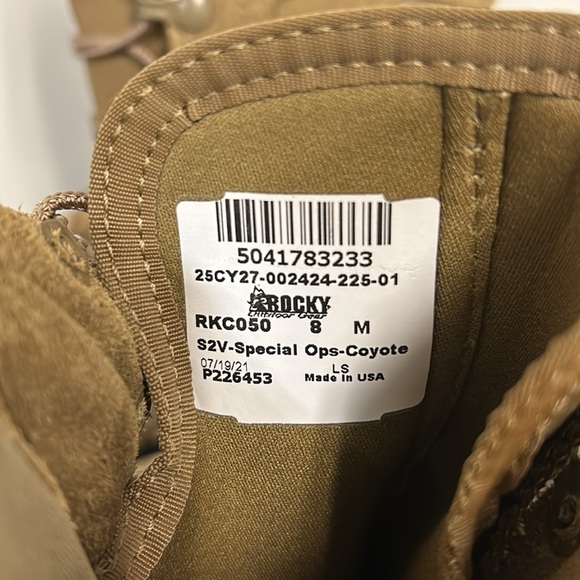 5041783233
25CY27-002424-225-01
ROCKY
Outdoor Gear
RKC050 8 M
S2V-Special Ops-Coyote
07/19/21 LS
P226453 Made in USA